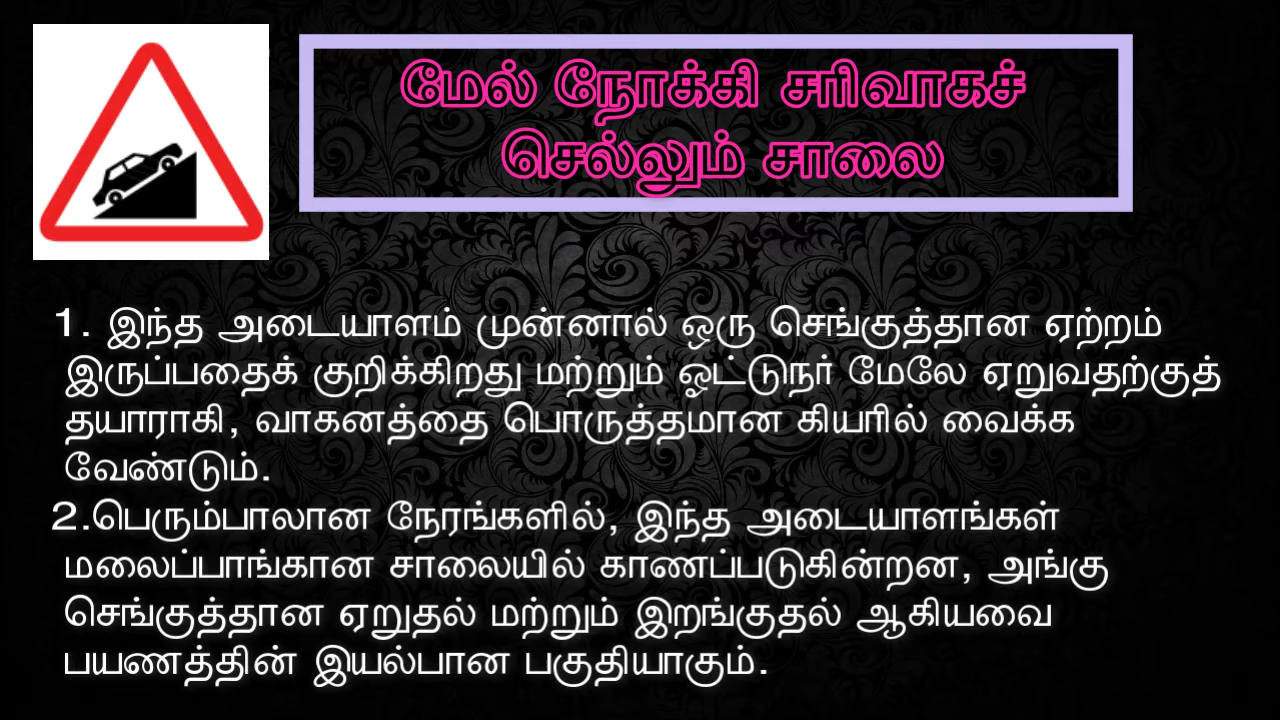 மேல் நோக்கி சரிவாகச்
செல்லும் சாலை
1. இந்த அடையாளம் முன்னால் ஒரு செங்குத்தான ஏற்றம்
இருப்பதைக் குறிக்கிறது மற்றும் ஓட்டுநர் மேலே ஏறுவதற்குத்
தயாராகி, வாகனத்தை பொருத்தமான கியரில் வைக்க
வேண்டும்.
2.பெரும்பாலான நேரங்களில், இந்த அடையாளங்கள்
மலைப்பாங்கான சாலையில் காணப்படுகின்றன, அங்கு
செங்குத்தான ஏறுதல் மற்றும் இறங்குதல் ஆகியவை
பயணத்தின் இயல்பான பகுதியாகும்.